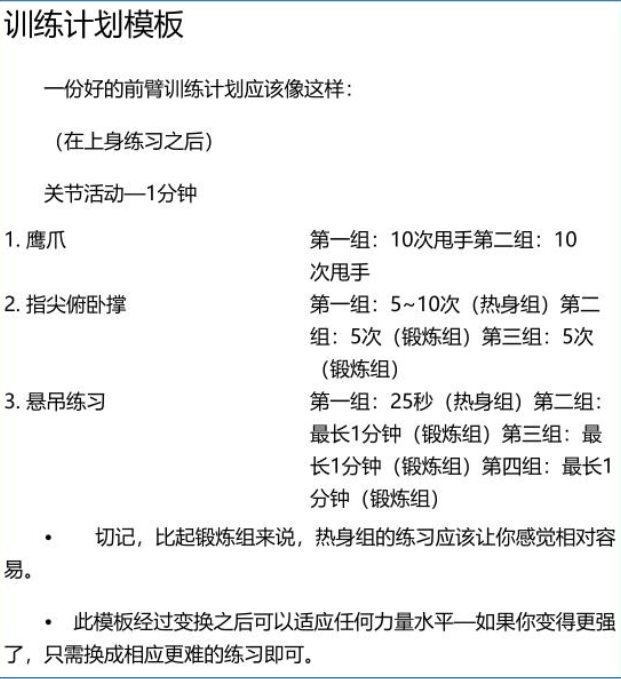 训练计划模板
一份好的前臂训练计划应该像这样：
（在上身练习之后）
关节活动—1分钟
1. 鹰爪 第一组：10次甩手第二组：10
次甩手
2. 指尖俯卧撑 第一组：5~10次（热身组）第二
组：5次（锻炼组）第三组：5次
（锻炼组）
3. 悬吊练习 第一组：25秒（热身组）第二组：
最长1分钟（锻炼组）第三组：最
长1分钟（锻炼组）第四组：最长1
分钟（锻炼组）
• 切记，比起锻炼组来说，热身组的练习应该让你感觉相对容
易。
• 此模板经过变换之后可以适应任何力量水平—如果你变得更强
了，只需换成相应更难的练习即可。